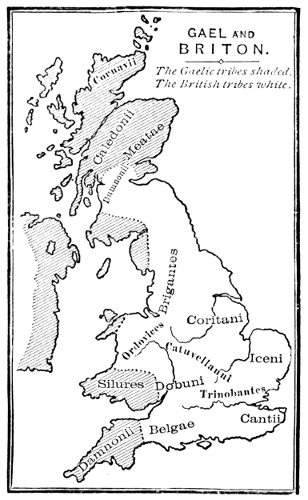 GAEL AND
BRITON.
The Gaelic tribes shaded.
The British tribes white.
Cornavii
Caledonii
Meatae
Dumnonii
Brigantes
Coritani
Ordovices
Catuvellauni
Iceni
Silures
Dobuni
Trinobantes
Cantii
Belgae
Damnonii